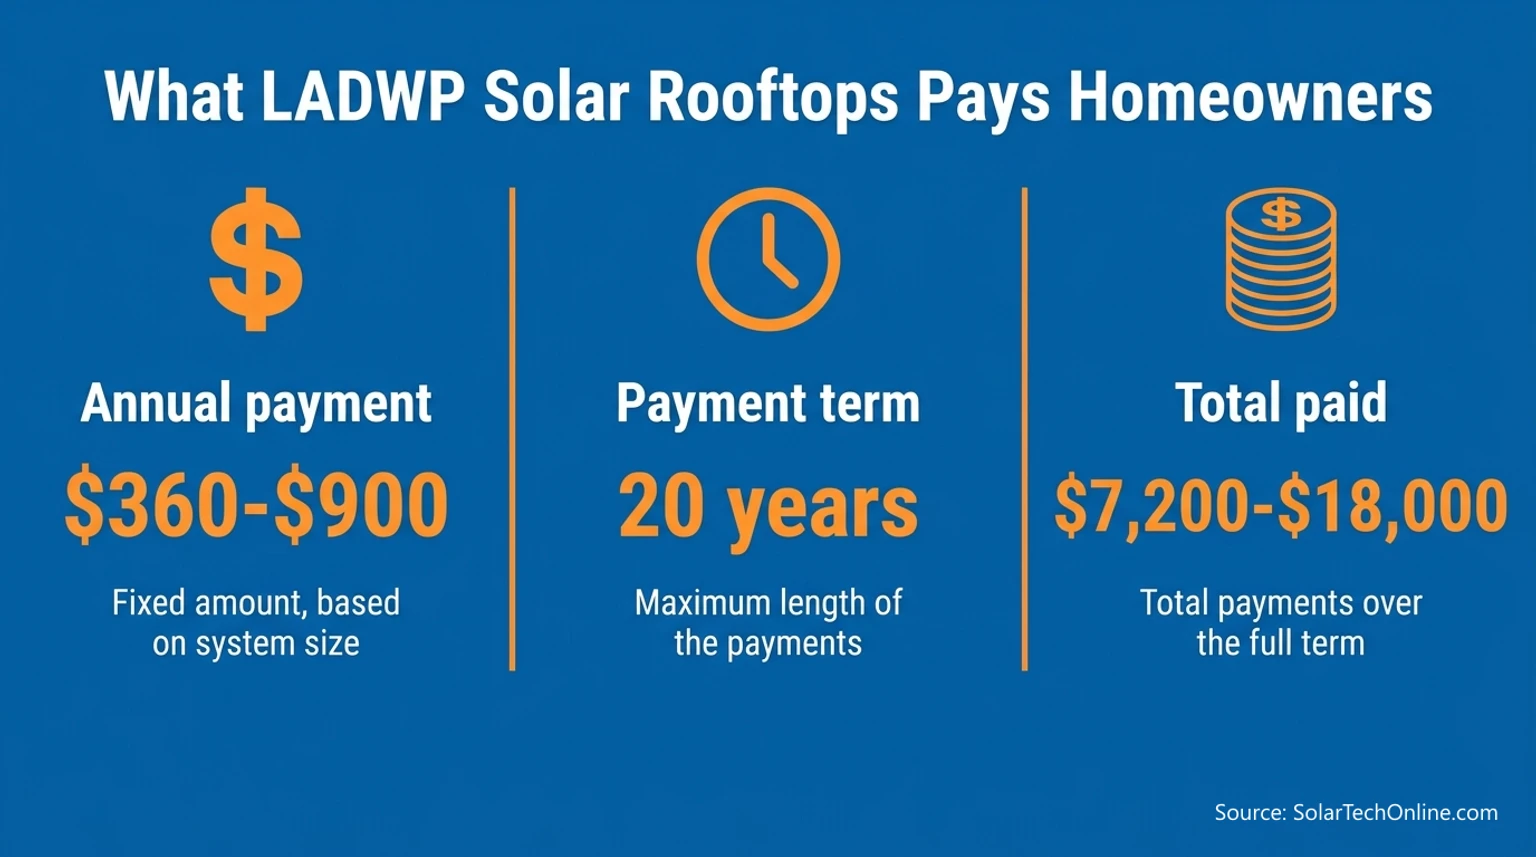 What LADWP Solar Rooftops Pays Homeowners
$
Annual payment
$360-$900
Fixed amount, based
on system size
Payment term
20 years
Maximum length of
the payments
$
Total paid
$7,200-$18,000
Total payments over
the full term
Source: SolarTechOnline.com